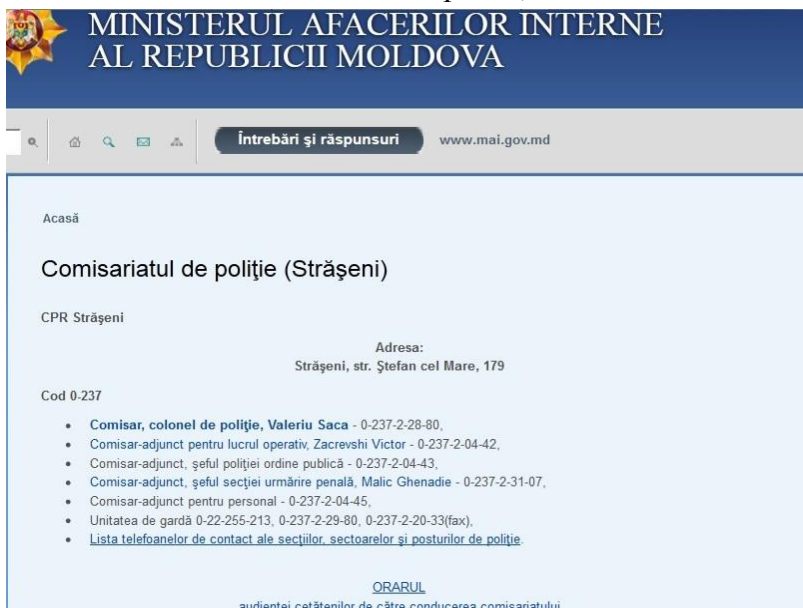 MINISTERUL AFACERILOR INTERNE
AL REPUBLICII MOLDOVA
Întrebări şi răspunsuri
www.mai.gov.md
Acasă
Comisariatul de poliţie (Străşeni)
CPR Străşeni
Adresa:
Străşeni, str. Ştefan cel Mare, 179
Cod 0-237
Comisar, colonel de poliţie, Valeriu Saca - 0-237-2-28-80,
Comisar-adjunct pentru lucrul operativ, Zacrevshi Victor - 0-237-2-04-42,
Comisar-adjunct, şeful poliţiei ordine publică - 0-237-2-04-43,
Comisar-adjunct, şeful secţiei urmărire penală, Malic Ghenadie - 0-237-2-31-07,
Comisar-adjunct pentru personal - 0-237-2-04-45,
Unitatea de gardă 0-22-255-213, 0-237-2-29-80, 0-237-2-20-33(fax),
Lista telefoanelor de contact ale secţiilor, sectoarelor şi posturilor de poliţie.
ORARUL
audienţei cetăţenilor de către conducerea comisariatului